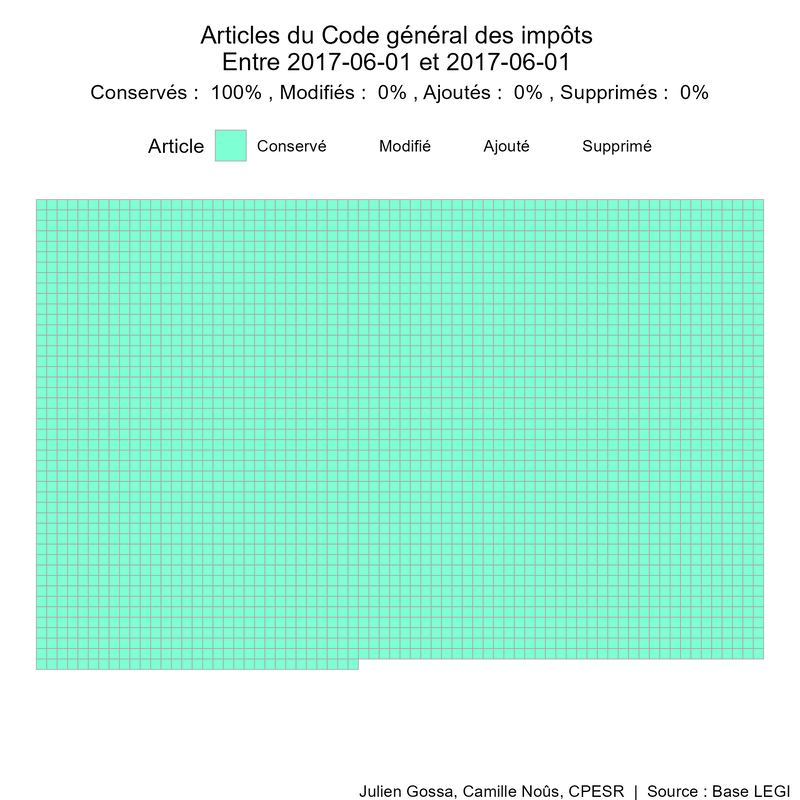 Articles du Code général des impôts
Entre 2017-06-01 et 2017-06-01
Conservés : 100% , Modifiés : 0% , Ajoutés : 0% , Supprimés : 0%
Article Conservé Modifié Ajouté Supprimé
Julien Gossa, Camille Noûs, CPESR | Source : Base LEGI